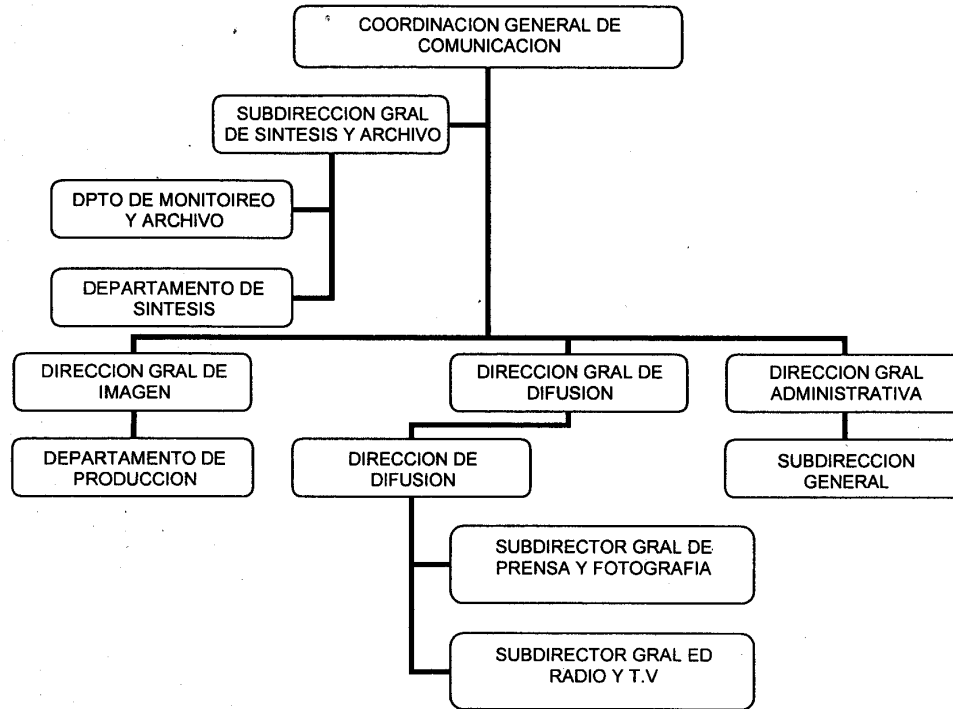 COORDINACION GENERAL DE
COMUNICACION
SUBDIRECCION GRAL
DE SINTESIS Y ARCHIVO
DPTO DE MONITOIREO
Y ARCHIVO
DEPARTAMENTO DE
SINTESIS
DIRECCION GRAL DE
IMAGEN
DIRECCION GRAL DE
DIFUSION
DIRECCION GRAL
ADMINISTRATIVA
DEPARTAMENTO DE
PRODUCCION
DIRECCION DE
DIFUSION
SUBDIRECCION
GENERAL
SUBDIRECTOR GRAL DE
PRENSA Y FOTOGRAFIA
SUBDIRECTOR GRAL ED
RADIO Y T.V